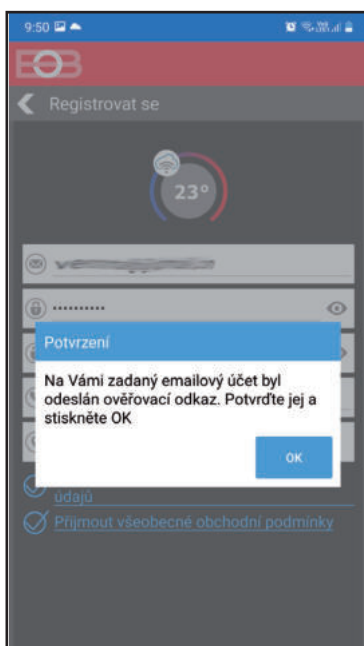 9:50
EOB
Registrovat se
23°
••••••••••
Potvrzení
Na Vámi zadaný emailový účet byl
odeslán ověřovací odkaz. Potvrďte jej a
stiskněte OK
OK
údajů
Přijmout všeobecné obchodní podmínky